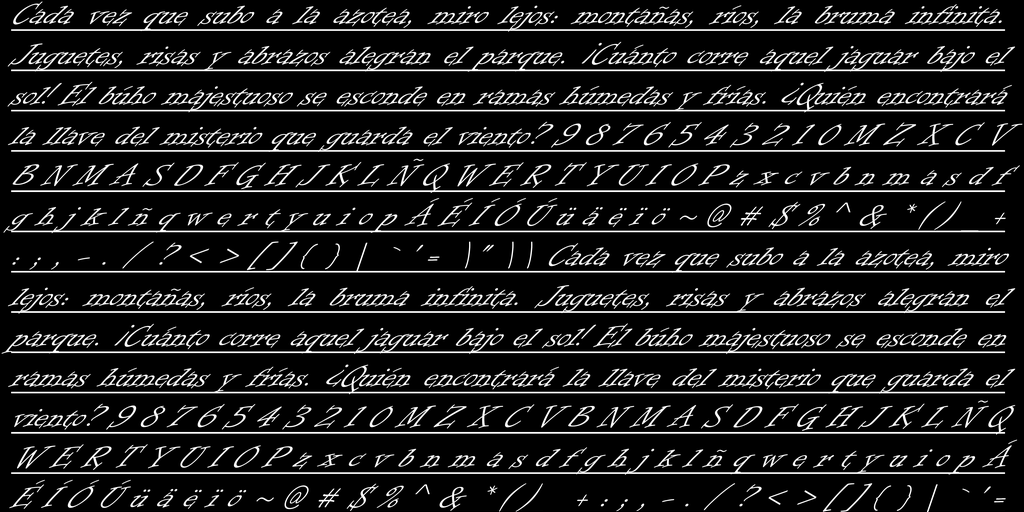 Cada vez que subo a la azotea, miro lejos: montañas, ríos, la bruma infinita.
Juguetes, risas y abrazos alegran el parque. ¡Cuánto corre aquel jaguar bajo el
sol! El búho majestuoso se esconde en ramas húmedas y frías. ¿Quién encontrará
la llave del misterio que guarda el viento? 9 8 7 6 5 4 3 2 1 0 M Z X C V
B N M A S D F G H J K L Ñ Q W E R T Y U I O P z x c v b n m a s d f
g h j k l ñ q w e r t y u i o p Á É Í Ó Ú ü ä ë ï ö ~ @ # $ % ^ & * ( ) _ +
: ; , - . / ? < > [ ] { } | ` ' = \ " \ \ Cada vez que subo a la azotea, miro
lejos: montañas, ríos, la bruma infinita. Juguetes, risas y abrazos alegran el
parque. ¡Cuánto corre aquel jaguar bajo el sol! El búho majestuoso se esconde en
ramas húmedas y frías. ¿Quién encontrará la llave del misterio que guarda el
viento? 9 8 7 6 5 4 3 2 1 0 M Z X C V B N M A S D F G H J K L Ñ Q
W E R T Y U I O P z x c v b n m a s d f g h j k l ñ q w e r t y u i o p Á
É Í Ó Ú ü ä ë ï ö ~ @ # $ % ^ & * ( ) + : ; , - . / ? < > [ ] { } | ` ' =